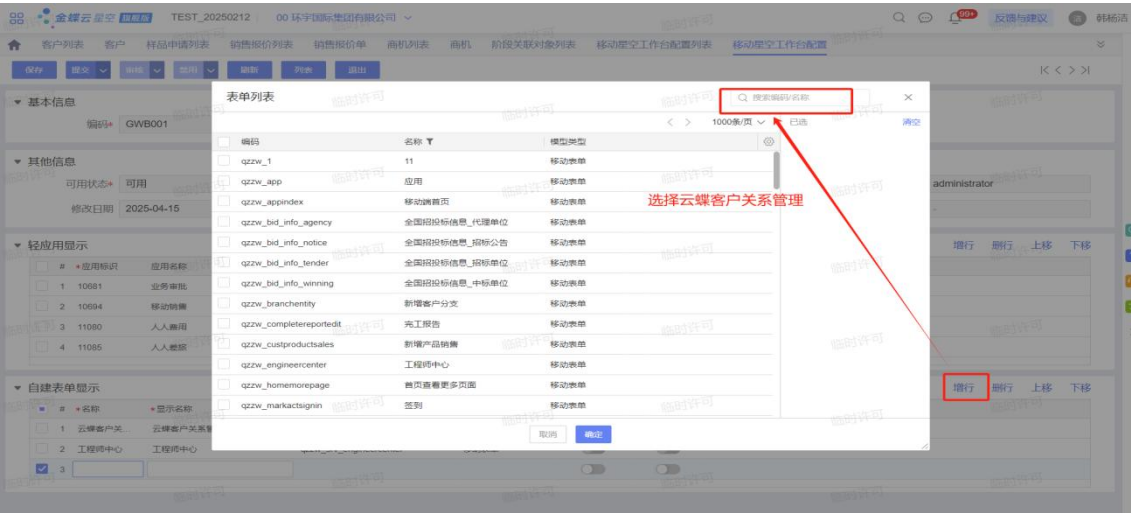 金蝶云星空 旗舰版 TEST_20250212 00 环宇国际集团有限公司 99+ 反馈与建议 韩杨洁
客户列表 客户 样品申请列表 销售报价列表 销售报价单 商机列表 商机 阶段关联对象列表 移动星空工作台配置列表 移动星空工作台配置
保存 提交 审核 禁用 刷新 列表 退出
基本信息
编码* GWB001
其他信息
可用状态* 可用 administrator
修改日期 2025-04-15
轻应用显示 增行 删行 上移 下移
# *应用标识 应用名称
1 10681 业务审批
2 10694 移动销售
3 11060 人人费用
4 11085 人人差旅
自建表单显示 增行 删行 上移 下移
# *名称 *显示名称
1 云蝶客户关... 云蝶客户关系管
2 工程师中心 工程师中心
3
表单列表 搜索编码/名称
1000条/页 已选 清空
编码 名称 模型类型
qzzw_1 11 移动表单
qzzw_app 应用 移动表单
qzzw_appindex 移动端首页 移动表单
qzzw_bid_info_agency 全国招投标信息_代理单位 移动表单
qzzw_bid_info_notice 全国招投标信息_招标公告 移动表单
qzzw_bid_info_tender 全国招投标信息_招标单位 移动表单
qzzw_bid_info_winning 全国招投标信息_中标单位 移动表单
qzzw_branchentity 新增客户分支 移动表单
qzzw_completereportedit 完工报告 移动表单
qzzw_custproductsales 新增产品销售 移动表单
qzzw_engineercenter 工程师中心 移动表单
qzzw_homemorepage 首页查看更多页面 移动表单
qzzw_markactsignin 签到 移动表单
取消 确定
选择云蝶客户关系管理
临时许可